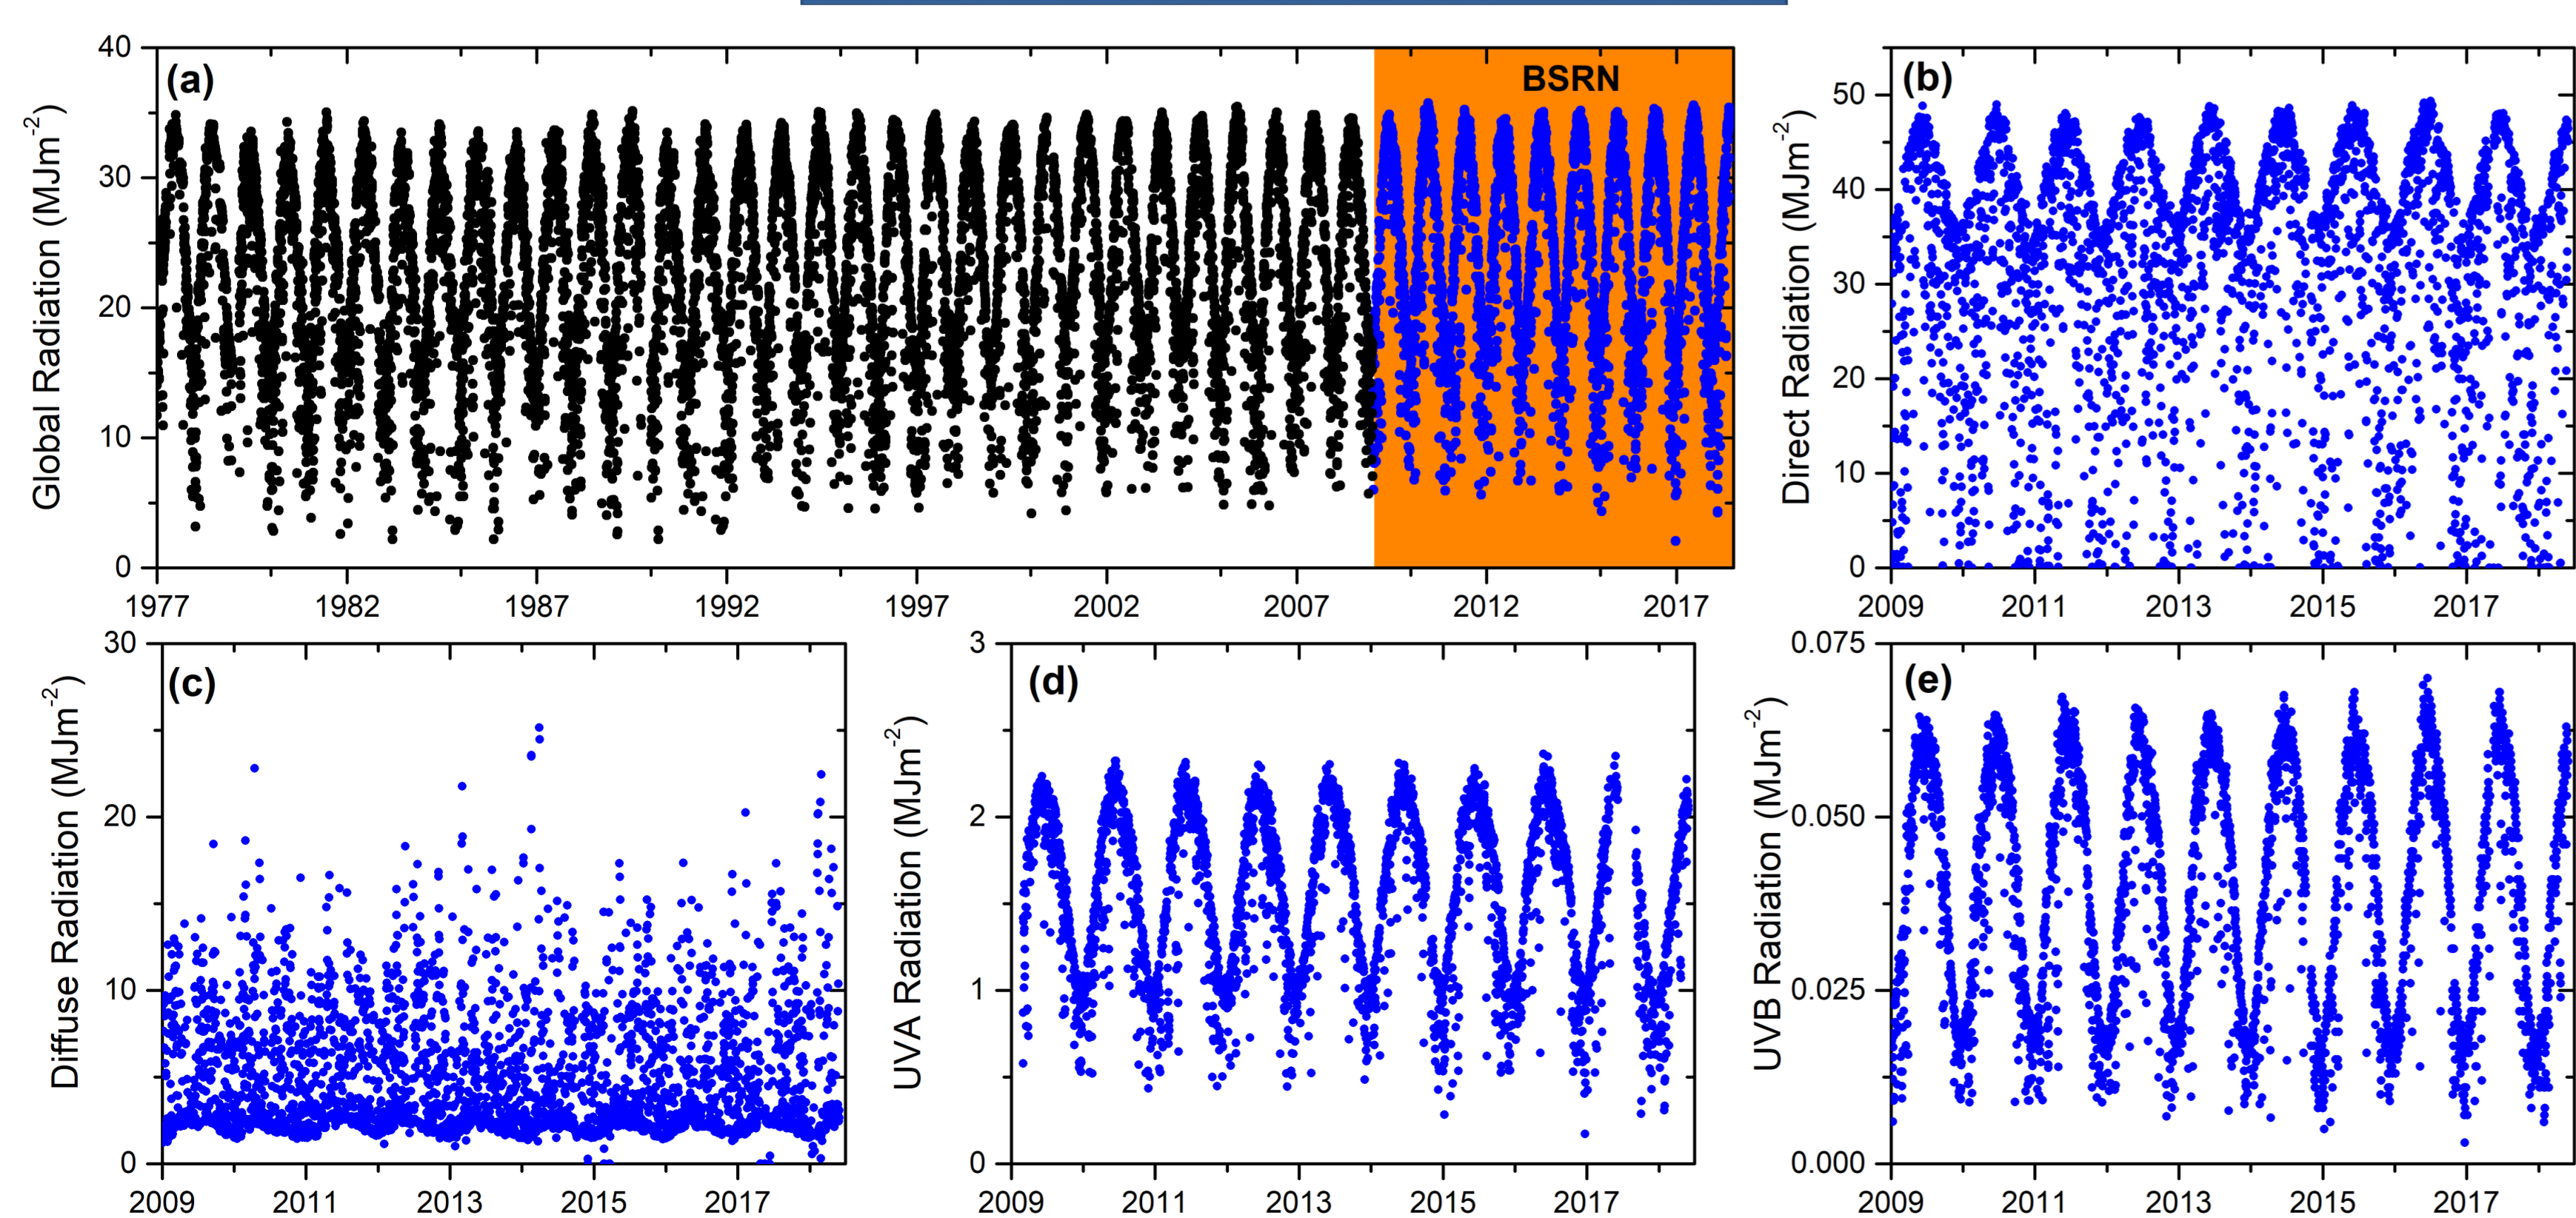 (a)
BSRN
Global Radiation (MJm-2)
40
30
20
10
0
1977 1982 1987 1992 1997 2002 2007 2012 2017
(b)
Direct Radiation (MJm-2)
50
40
30
20
10
0
2009 2011 2013 2015 2017
(c)
Diffuse Radiation (MJm-2)
30
20
10
0
2009 2011 2013 2015 2017
(d)
UVA Radiation (MJm-2)
3
2
1
0
2009 2011 2013 2015 2017
(e)
UVB Radiation (MJm-2)
0.075
0.050
0.025
0.000
2009 2011 2013 2015 2017